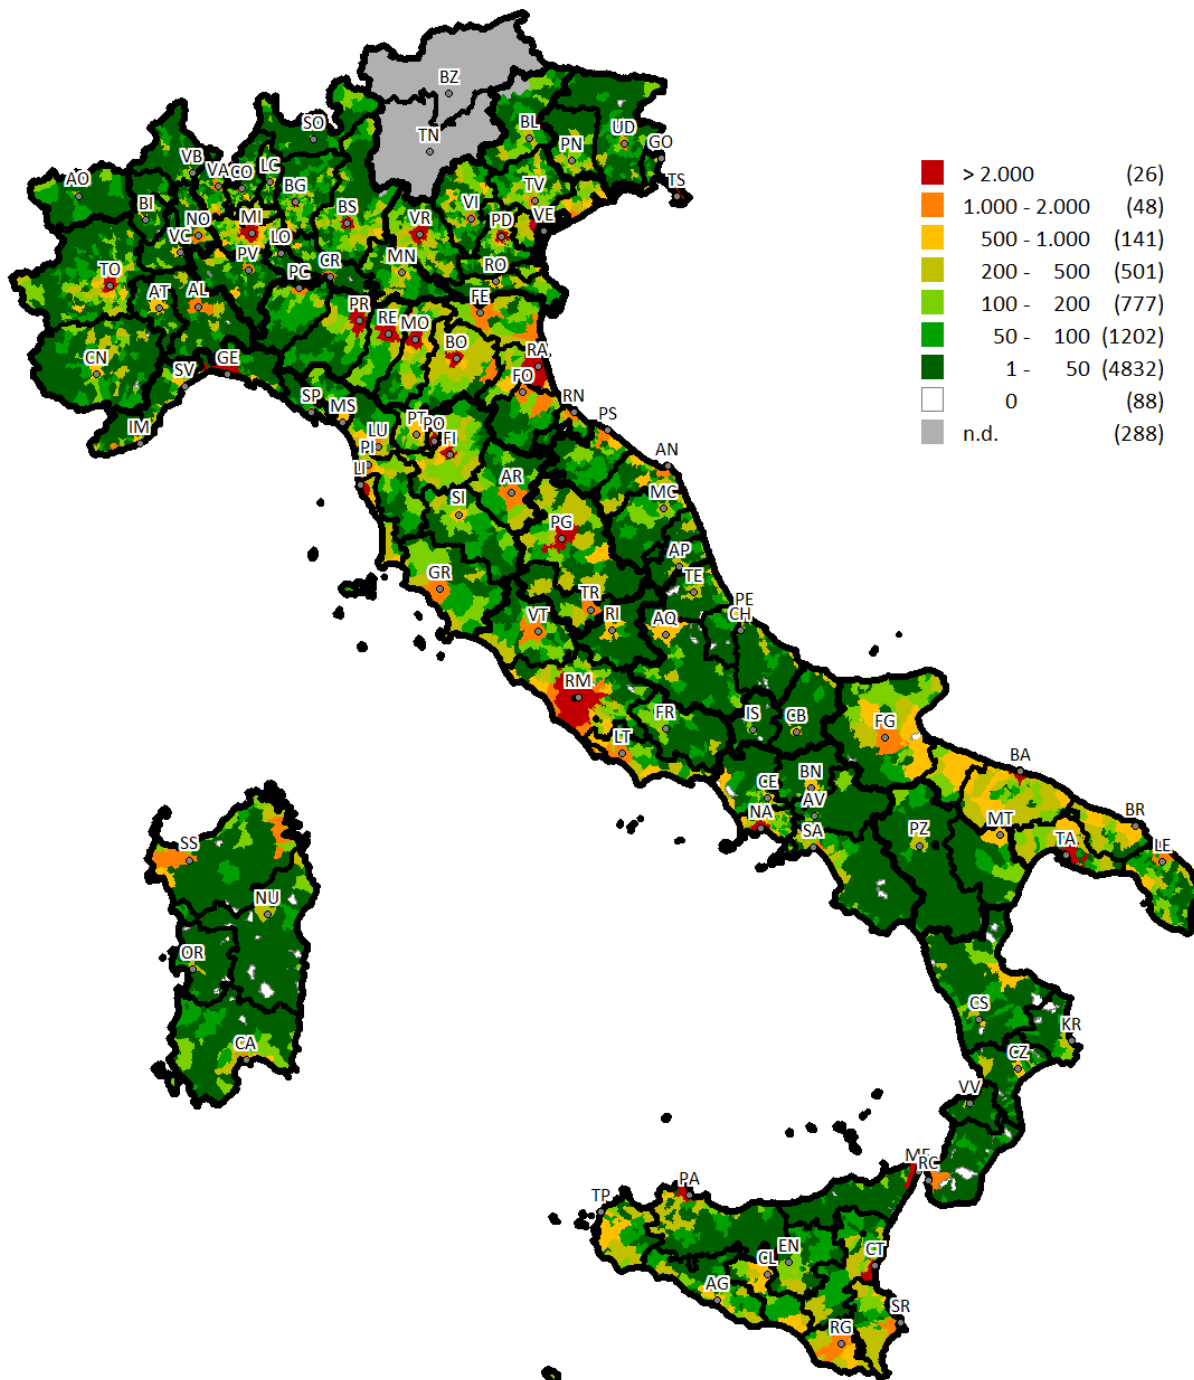 BZ
TN
SO
BL
UD
PN
GO
TS
VB
VA
CO
LC
AO
BI
BG
BS
TV
VI
VR
PD
VE
NO
MI
LO
VC
PV
MN
RO
CR
PC
TO
AT
AL
FE
PR
RE
MO
BO
CN
SV
GE
RA
FO
SP
MS
RN
IM
LU
PT
PO
FI
PS
PI
LI
AN
AR
MC
SI
PG
AP
TE
GR
TR
VT
RI
AQ
PE
CH
RM
FR
IS
CB
FG
LT
BA
CE
BN
AV
NA
SA
PZ
MT
TA
BR
LE
SS
NU
OR
CA
CS
KR
CZ
VV
RC
TP
PA
EN
CT
CL
AG
RG
SR
> 2.000 (26)
1.000 - 2.000 (48)
500 - 1.000 (141)
200 - 500 (501)
100 - 200 (777)
50 - 100 (1202)
1 - 50 (4832)
0 (88)
n.d. (288)